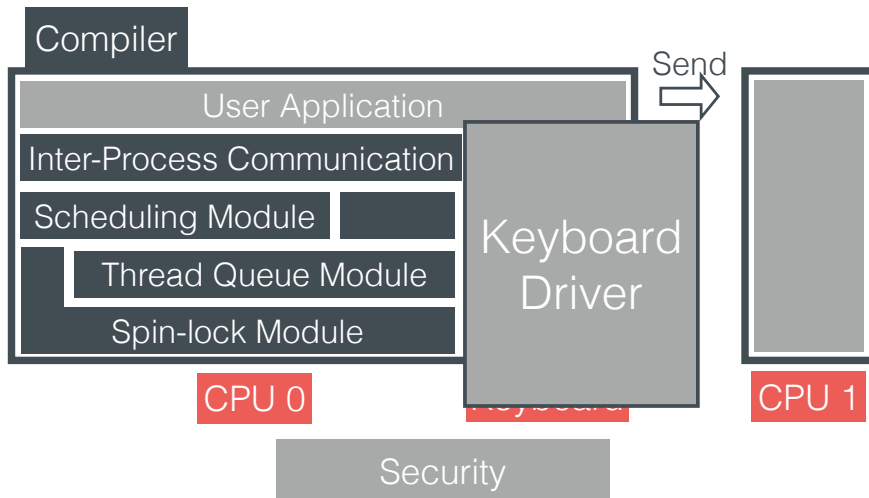 Compiler
Send
User Application
Inter-Process Communication
Scheduling Module
Keyboard
Driver
Thread Queue Module
Spin-lock Module
CPU 0
Keyboard
CPU 1
Security